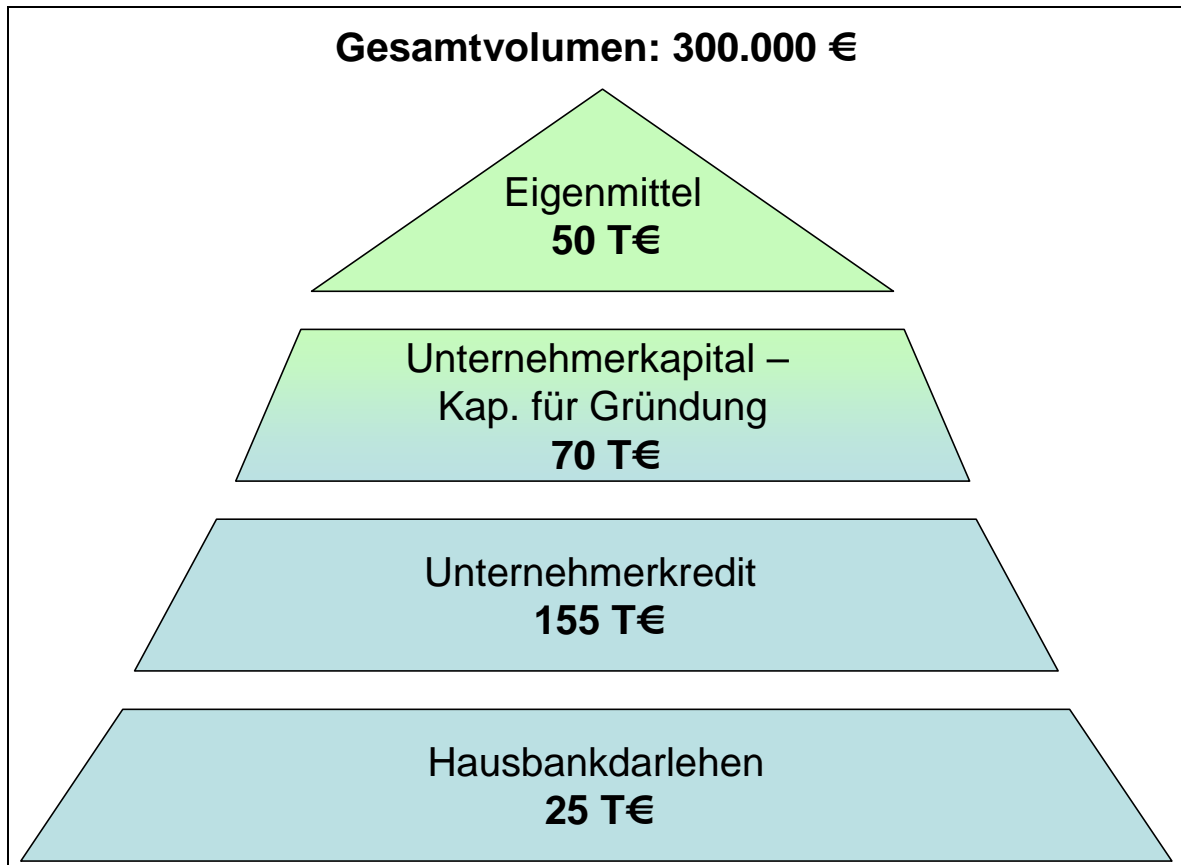 Gesamtvolumen: 300.000 €
Eigenmittel
50 T€
Unternehmerkapital –
Kap. für Gründung
70 T€
Unternehmerkredit
155 T€
Hausbankdarlehen
25 T€